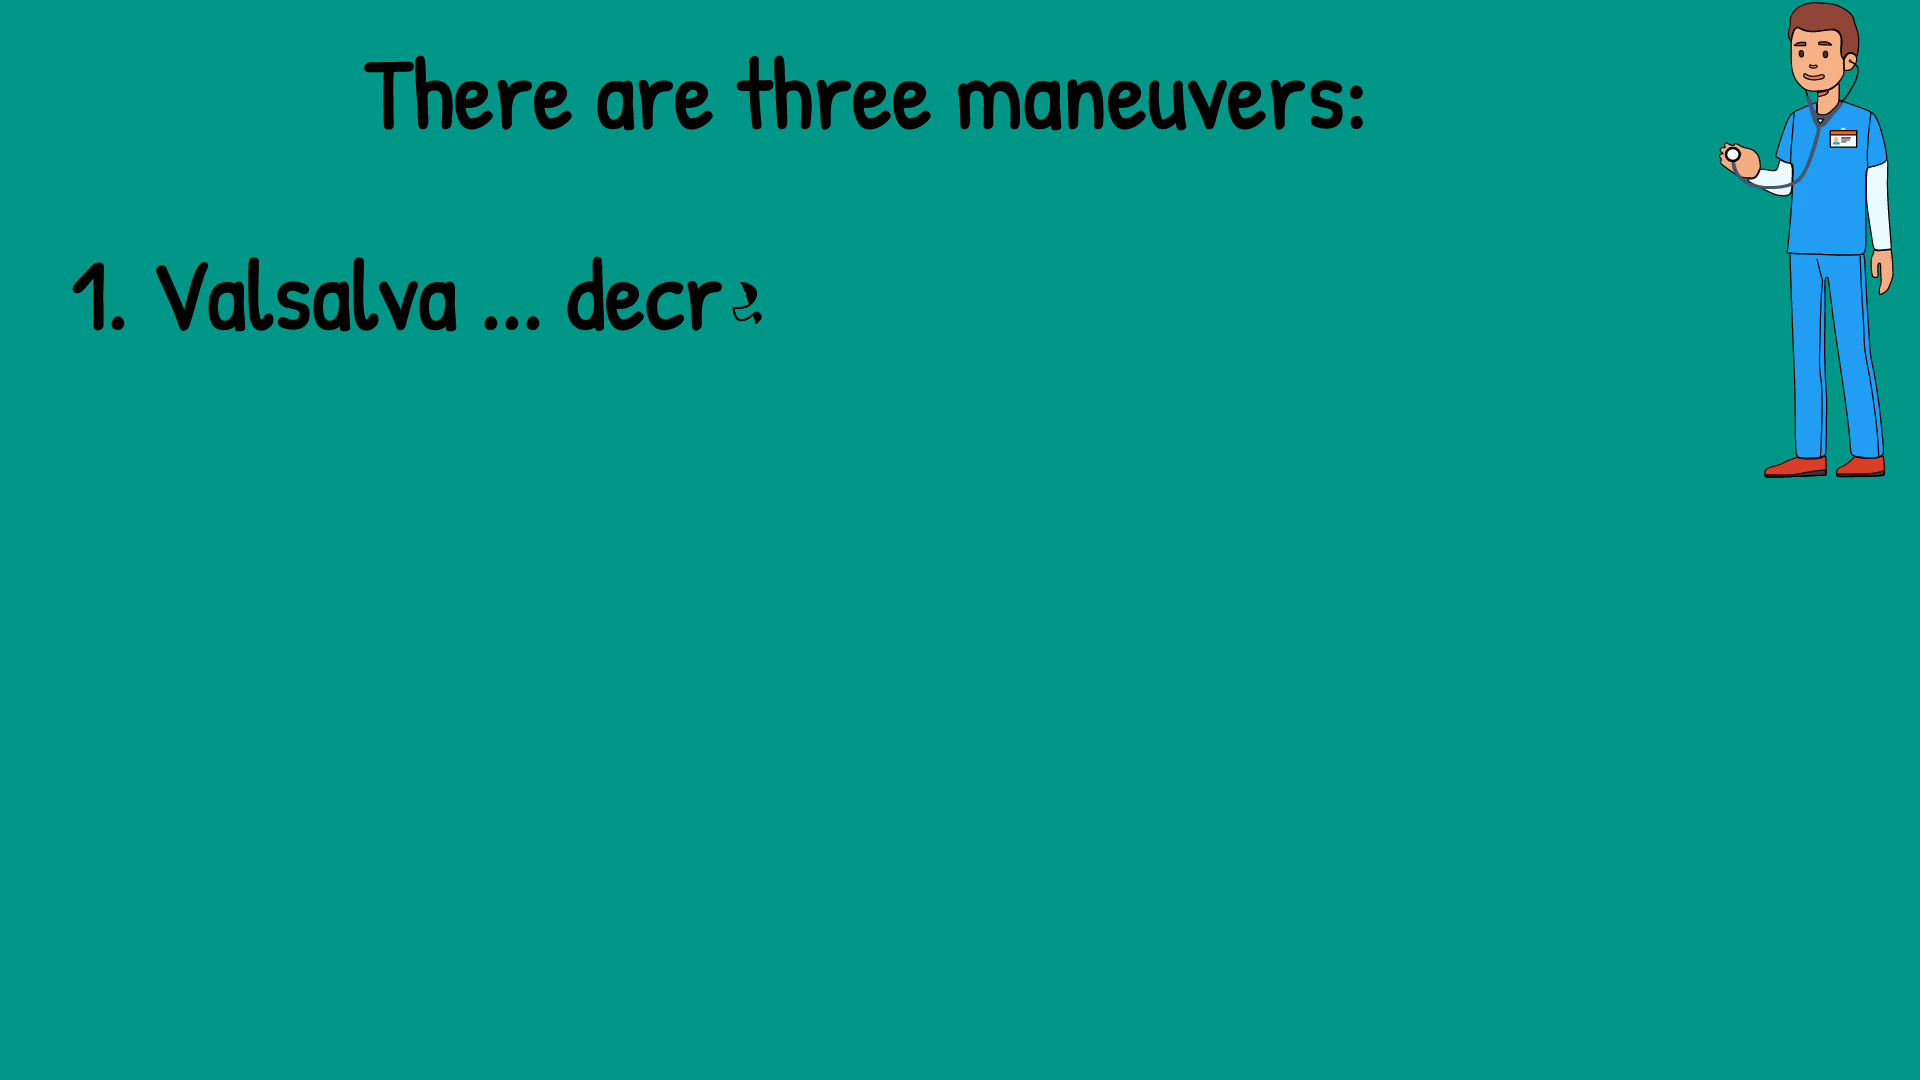 There are three maneuvers:
1. Valsalva ... decr